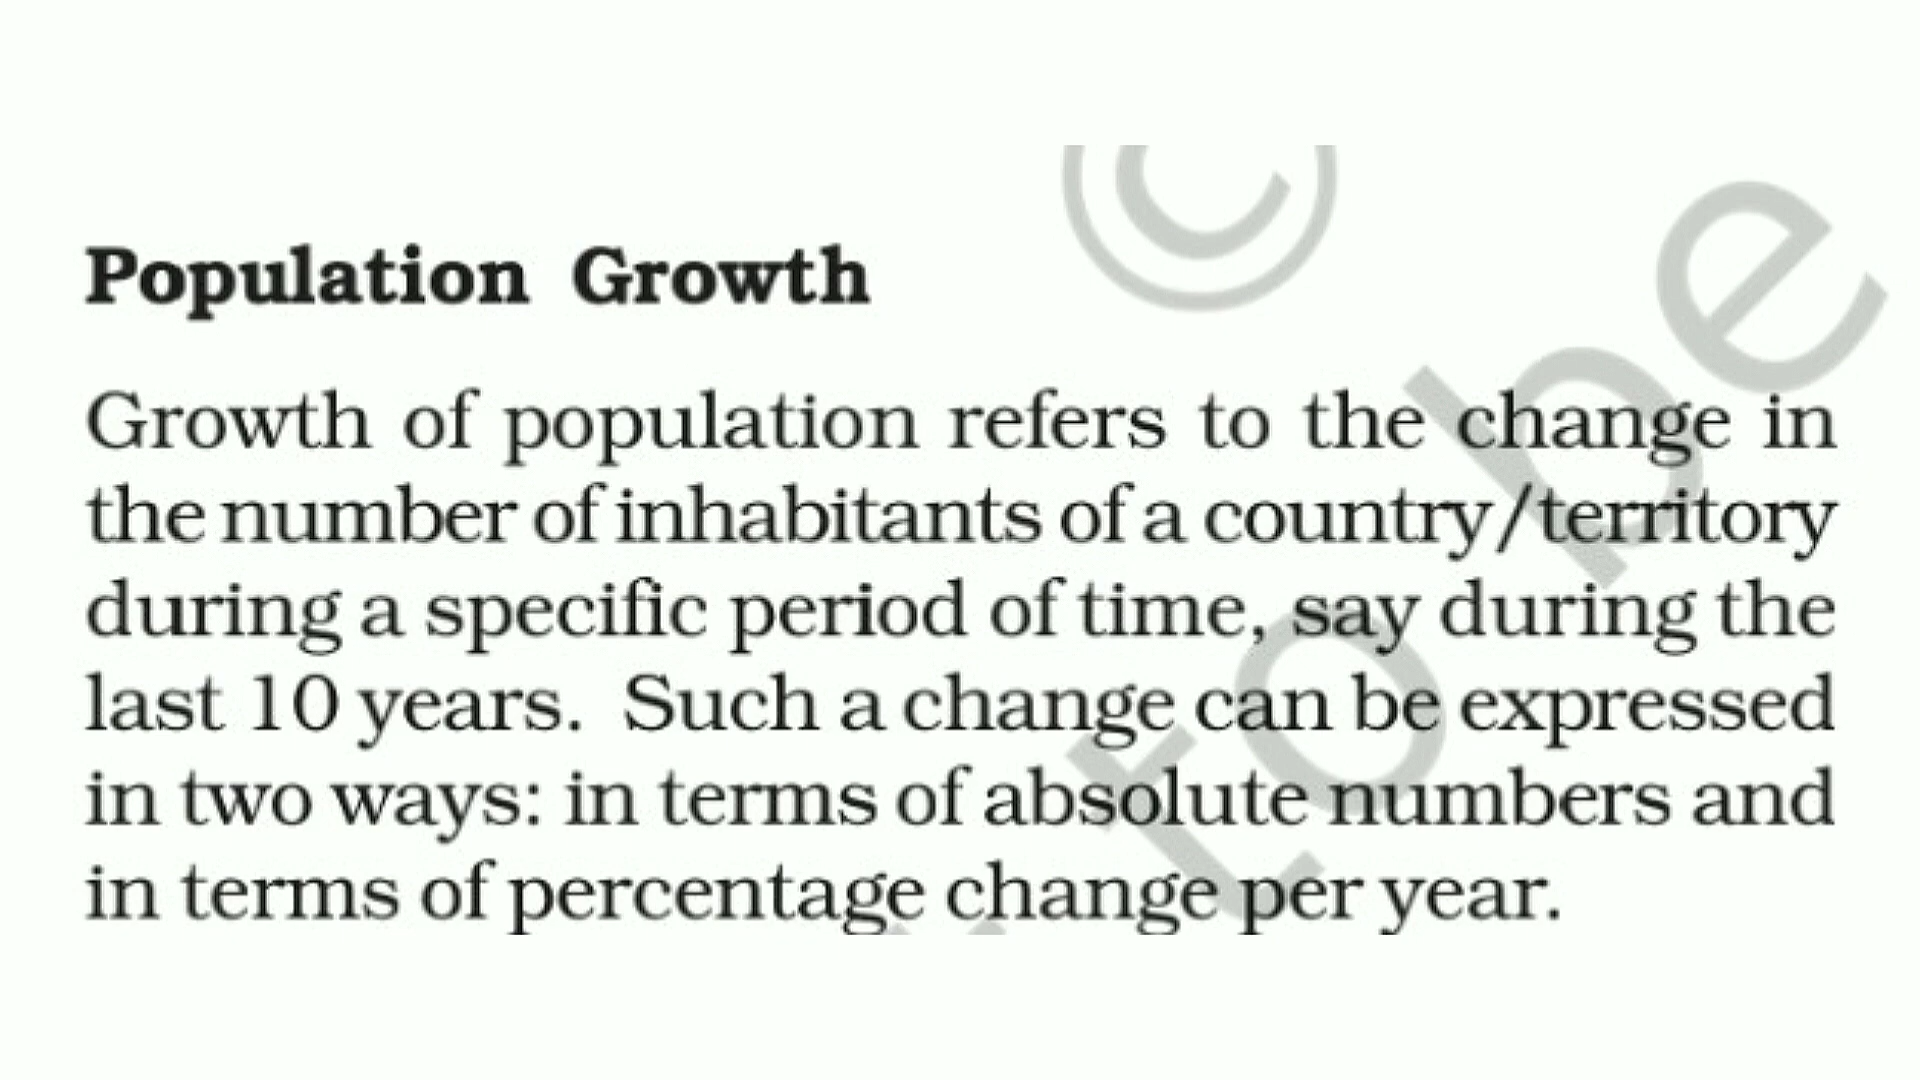 Population Growth
Growth of population refers to the change in
the number of inhabitants of a country/territory
during a specific period of time, say during the
last 10 years. Such a change can be expressed
in two ways: in terms of absolute numbers and
in terms of percentage change per year.
©
to be